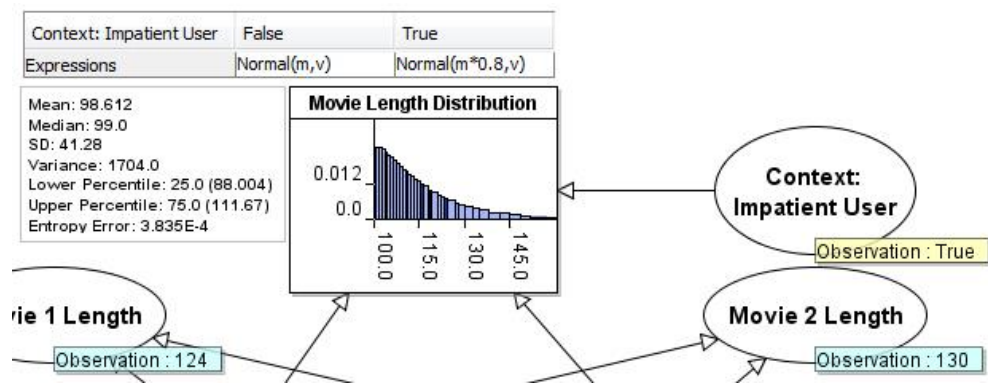 Context: Impatient User False True
Expressions Normal(m,v) Normal(m*0.8,v)
Mean: 98.612
Median: 99.0
SD: 41.28
Variance: 1704.0
Lower Percentile: 25.0 (88.004)
Upper Percentile: 75.0 (111.67)
Entropy Error: 3.835E-4
Movie Length Distribution
0.012
0.0
100.0
115.0
130.0
145.0
Context:
Impatient User
Observation : True
vie 1 Length
Observation : 124
Movie 2 Length
Observation : 130